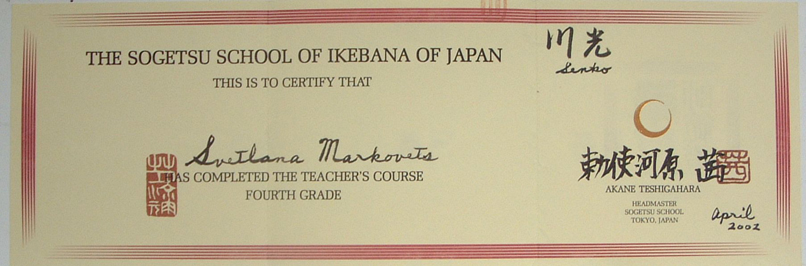 THE SOGETSU SCHOOL OF IKEBANA OF JAPAN
THIS IS TO CERTIFY THAT
Svetlana Markovets
HAS COMPLETED THE TEACHER'S COURSE
FOURTH GRADE
川光
Senko
勅使河原 茜
茜
AKANE TESHIGAHARA
HEADMASTER
SOGETSU SCHOOL
TOKYO, JAPAN
April
2002